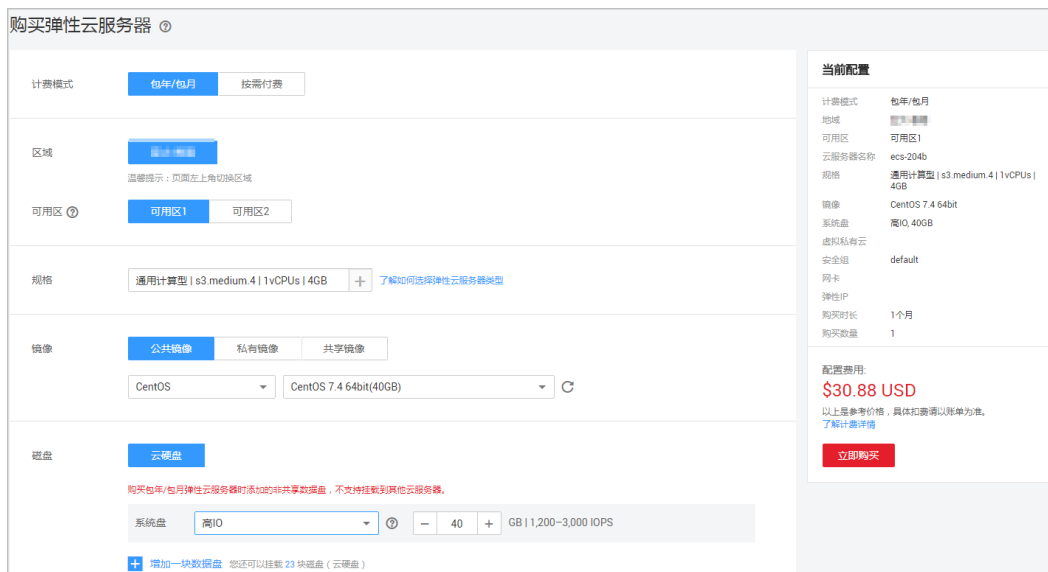 购买弹性云服务器
计费模式
包年/包月
按需付费
区域
温馨提示：页面左上角切换区域
可用区
可用区1
可用区2
规格
通用计算型 | s3.medium.4 | 1vCPUs | 4GB
了解如何选择弹性云服务器类型
镜像
公共镜像
私有镜像
共享镜像
CentOS
CentOS 7.4 64bit(40GB)
磁盘
云硬盘
购买包年/包月弹性云服务器时添加的非共享数据盘，不支持挂载到其他云服务器。
系统盘
高IO
− 40 +
GB | 1,200–3,000 IOPS
增加一块数据盘 您还可以挂载 23 块磁盘（云硬盘）
当前配置
计费模式 包年/包月
地域
可用区 可用区1
云服务器名称 ecs-204b
规格 通用计算型 | s3.medium.4 | 1vCPUs |
4GB
镜像 CentOS 7.4 64bit
系统盘 高IO, 40GB
虚拟私有云
安全组 default
网卡
弹性IP
购买时长 1个月
购买数量 1
配置费用:
$30.88 USD
以上是参考价格，具体扣费请以账单为准。
了解计费详情
立即购买